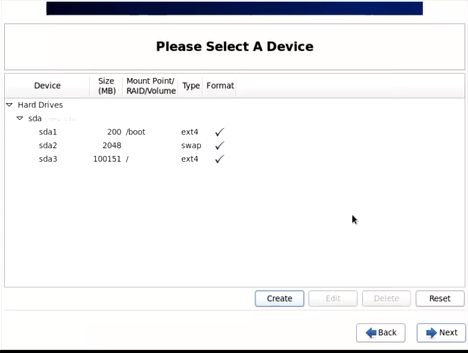 Please Select A Device
Device Size (MB) Mount Point/ RAID/Volume Type Format
Hard Drives
sda
sda1 200 /boot ext4 ✓
sda2 2048 swap ✓
sda3 100151 / ext4 ✓
Create Edit Delete Reset
Back Next